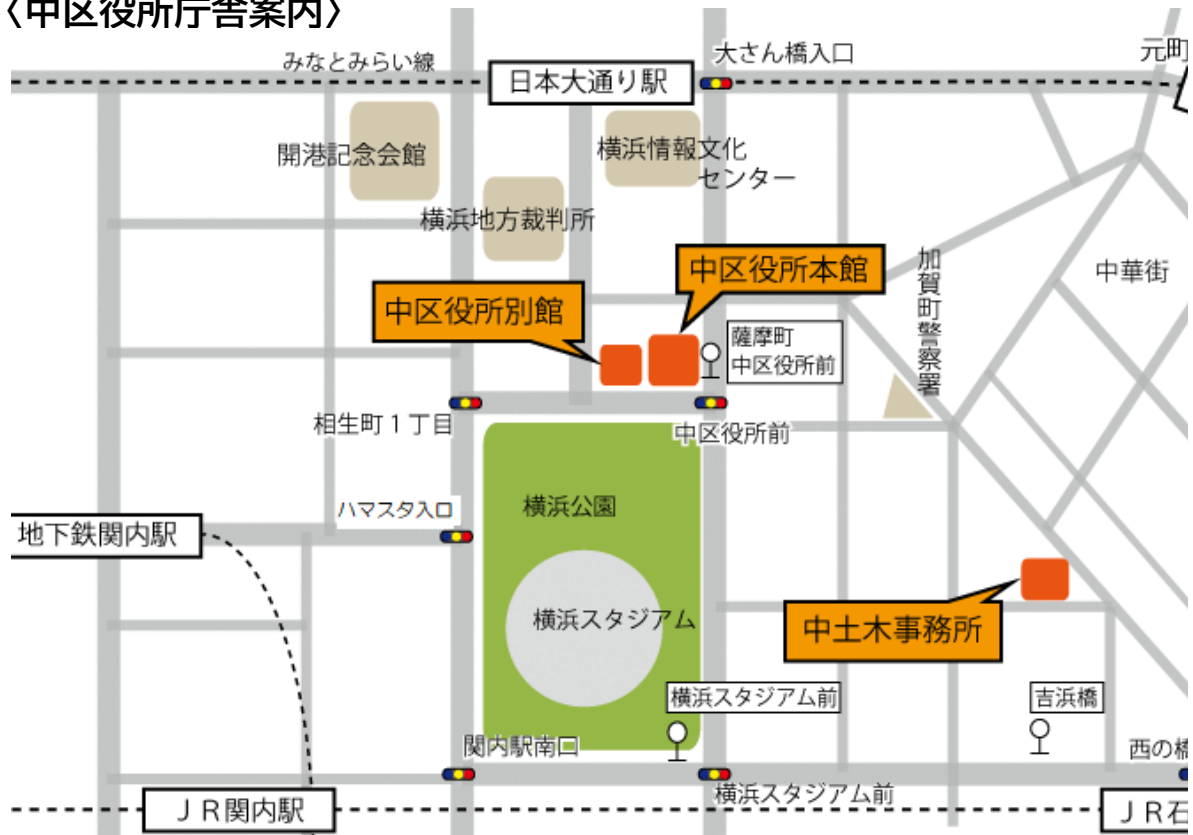 〈中区役所庁舎案内〉
みなとみらい線
大さん橋入口
元町
日本大通り駅
開港記念会館
横浜情報文化
センター
横浜地方裁判所
中区役所本館
加賀町警察署
中華街
中区役所別館
薩摩町
中区役所前
相生町1丁目
中区役所前
ハマスタ入口
横浜公園
地下鉄関内駅
横浜スタジアム
中土木事務所
横浜スタジアム前
吉浜橋
関内駅南口
西の橋
横浜スタジアム前
JR関内駅
JR石